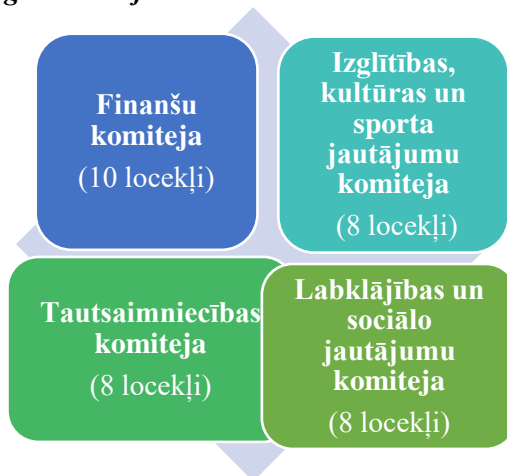 Finanšu
komiteja
(10 locekļi)
Izglītības,
kultūras un
sporta
jautājumu
komiteja
(8 locekļi)
Tautsaimniecības
komiteja
(8 locekļi)
Labklājības un
sociālo
jautājumu
komiteja
(8 locekļi)